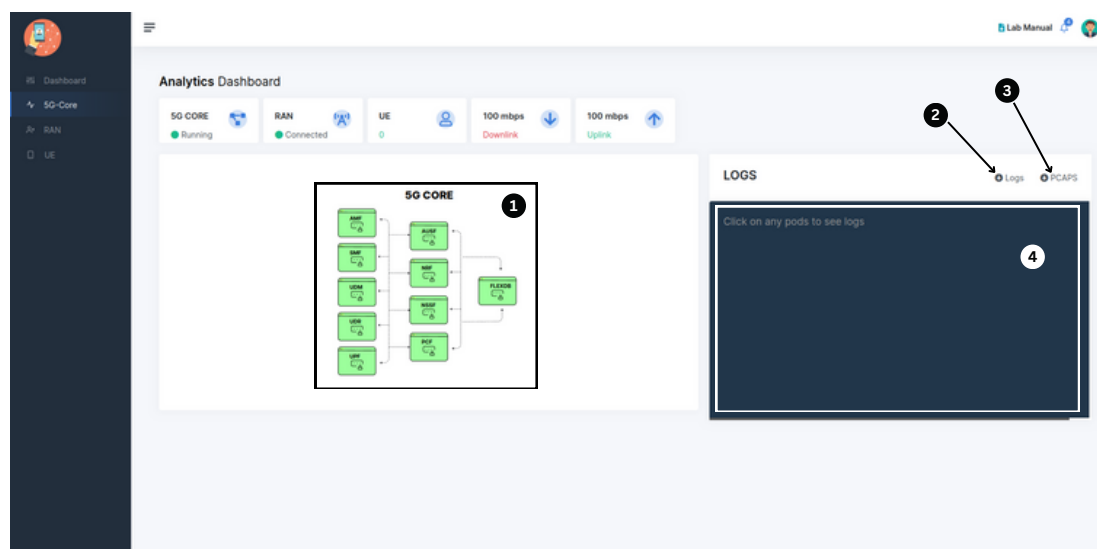 Lab Manual 4
Dashboard
5G-Core
RAN
UE
Analytics Dashboard
5G CORE
Running
RAN
Connected
UE
0
100 mbps
Downlink
100 mbps
Uplink
2
3
LOGS
Logs
PCAPS
5G CORE
1
AMF
SMF
UDM
UDR
UPF
AUSF
NRF
NSSF
PCF
FLEXDB
Click on any pods to see logs
4